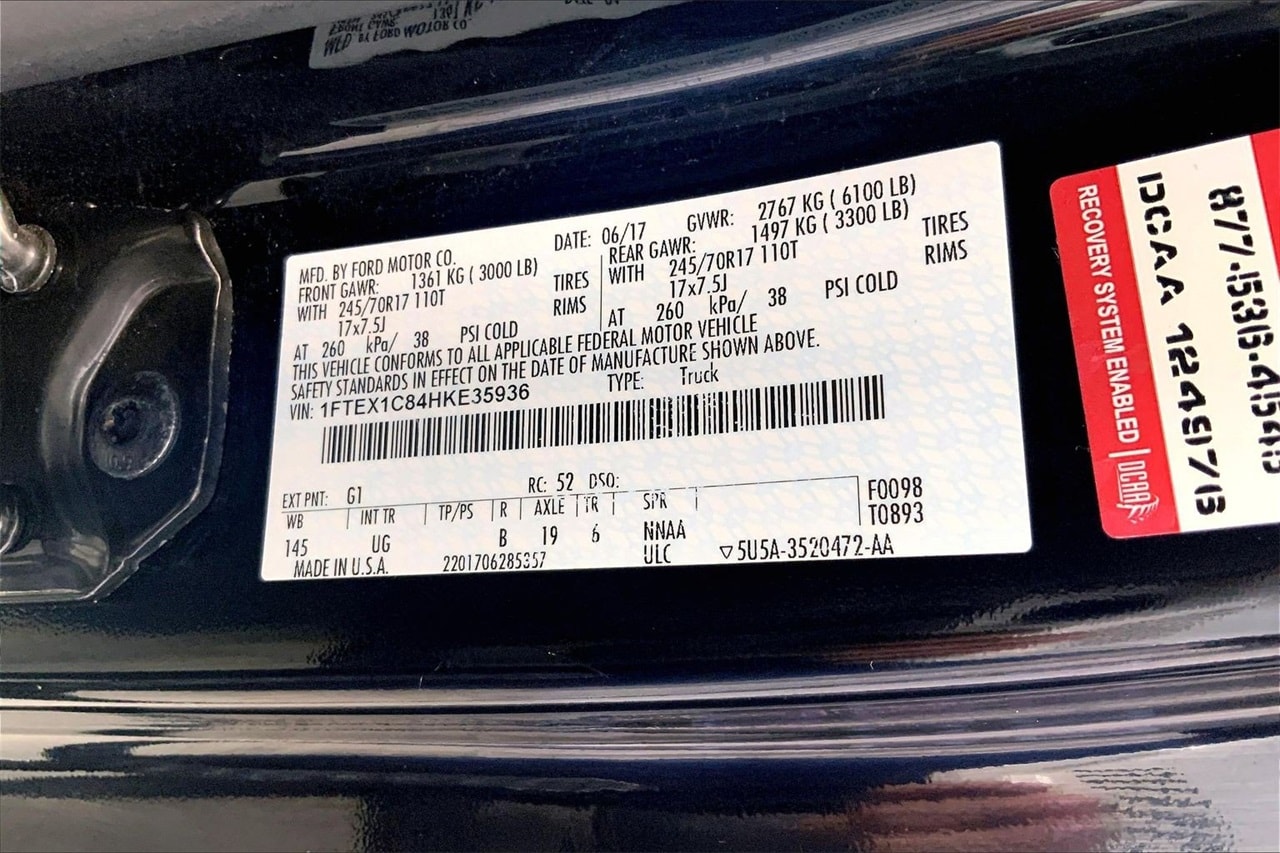 MFD. BY FORD MOTOR CO.
DATE: 06/17 GVWR: 2767 KG ( 6100 LB)
FRONT GAWR: 1361 KG ( 3000 LB)
WITH 245/70R17 110T TIRES
17x7.5J RIMS
AT 260 kPa/ 38 PSI COLD
REAR GAWR: 1497 KG ( 3300 LB)
WITH 245/70R17 110T TIRES
17x7.5J RIMS
AT 260 kPa/ 38 PSI COLD
THIS VEHICLE CONFORMS TO ALL APPLICABLE FEDERAL MOTOR VEHICLE
SAFETY STANDARDS IN EFFECT ON THE DATE OF MANUFACTURE SHOWN ABOVE.
VIN: 1FTEX1C84HKE35936 TYPE: Truck
EXT PNT: G1 RC: 52 DSO:
WB INT TR TP/PS R AXLE TR SPR
145 UG B 19 6 NNAA
F0098
T0893
MADE IN U.S.A. 2201706285357 ULC 5U5A-3520472-AA
RECOVERY SYSTEM ENABLED | DCAA